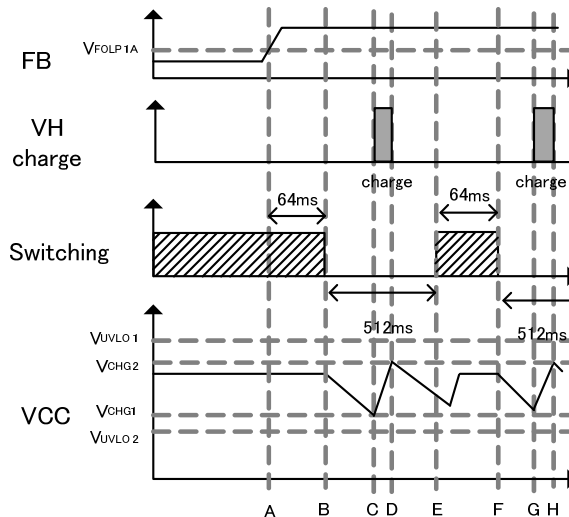 FB
VFOLP1A
VH
charge
charge
charge
64ms
64ms
Switching
512ms
512ms
VUVLO1
VCHG2
VCC
VCHG1
VUVLO2
A B C D E F G H